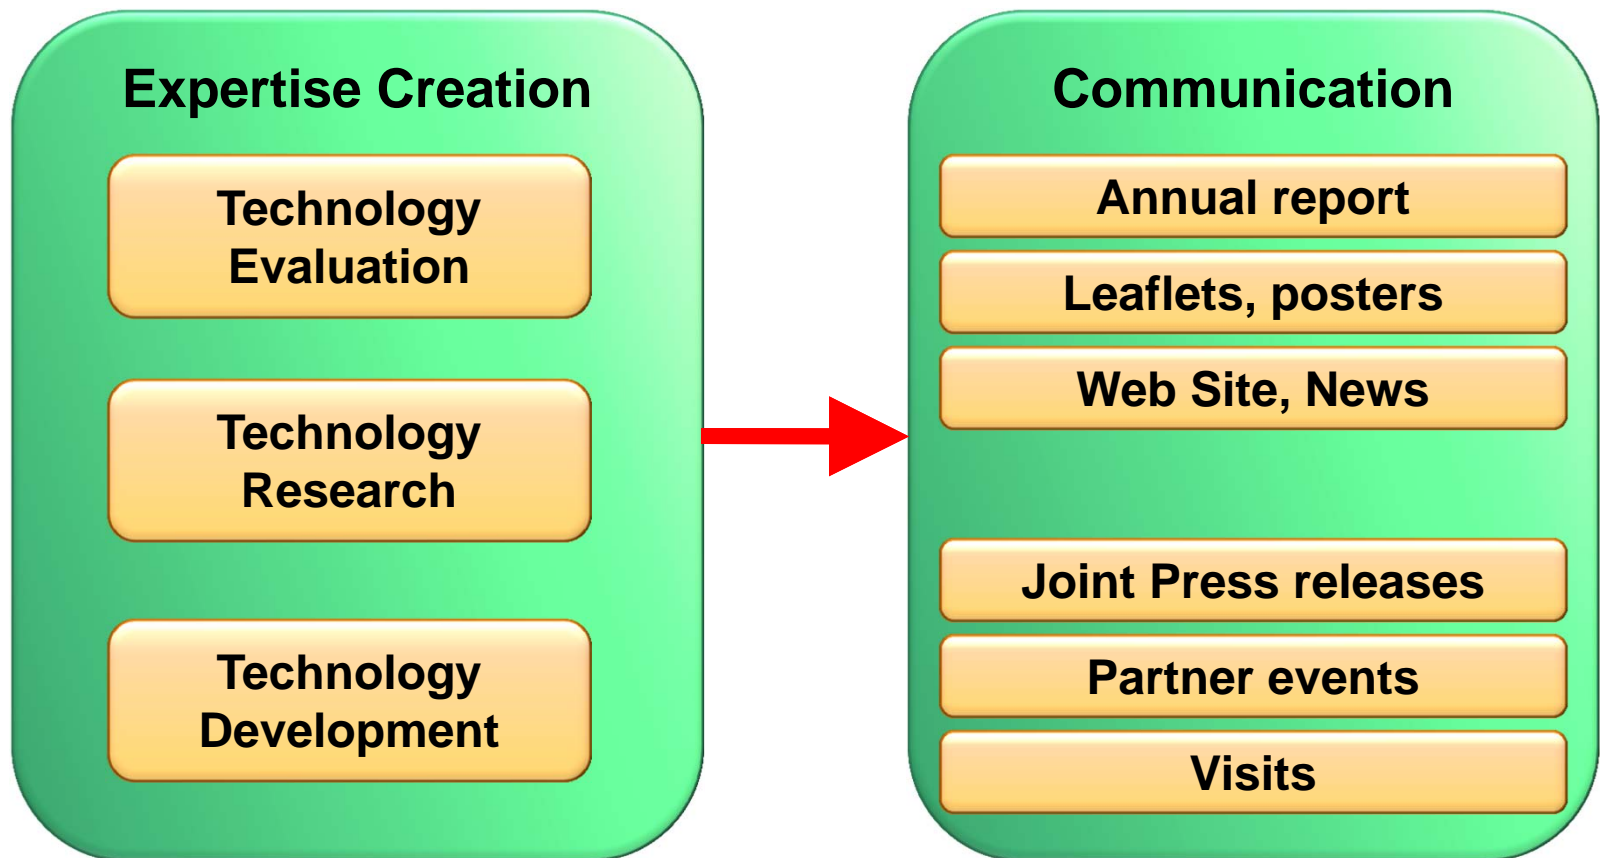 Expertise Creation
Technology
Evaluation
Technology
Research
Technology
Development
Communication
Annual report
Leaflets, posters
Web Site, News
Joint Press releases
Partner events
Visits